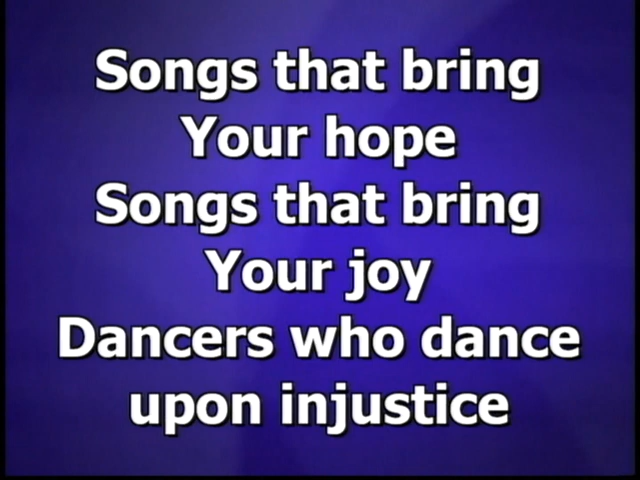 Songs that bring
Your hope
Songs that bring
Your joy
Dancers who dance
upon injustice